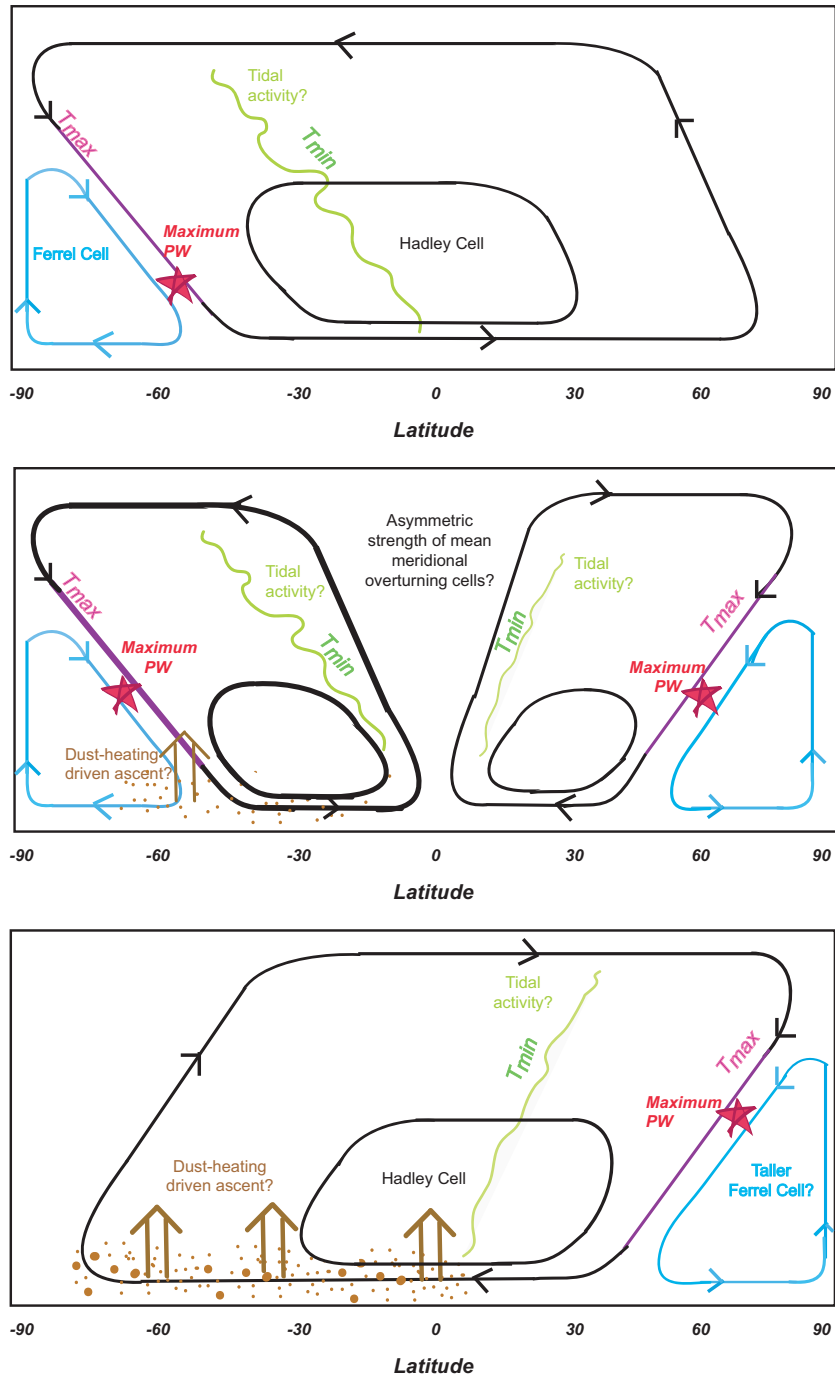 Tidal
activity?
Tmax
Tmin
Maximum
PW
Ferrel Cell
Hadley Cell
-90 -60 -30 0 30 60 90
Latitude
Asymmetric
strength of mean
meridional
overturning cells?
Tidal
activity?
Tidal
activity?
Tmax
Tmax
Tmin
Tmin
Maximum
PW
Maximum
PW
Dust-heating
driven ascent?
-90 -60 -30 0 30 60 90
Latitude
Tidal
activity?
Tmin
Tmax
Maximum
PW
Dust-heating
driven ascent?
Hadley Cell
Taller
Ferrel Cell?
-90 -60 -30 0 30 60 90
Latitude